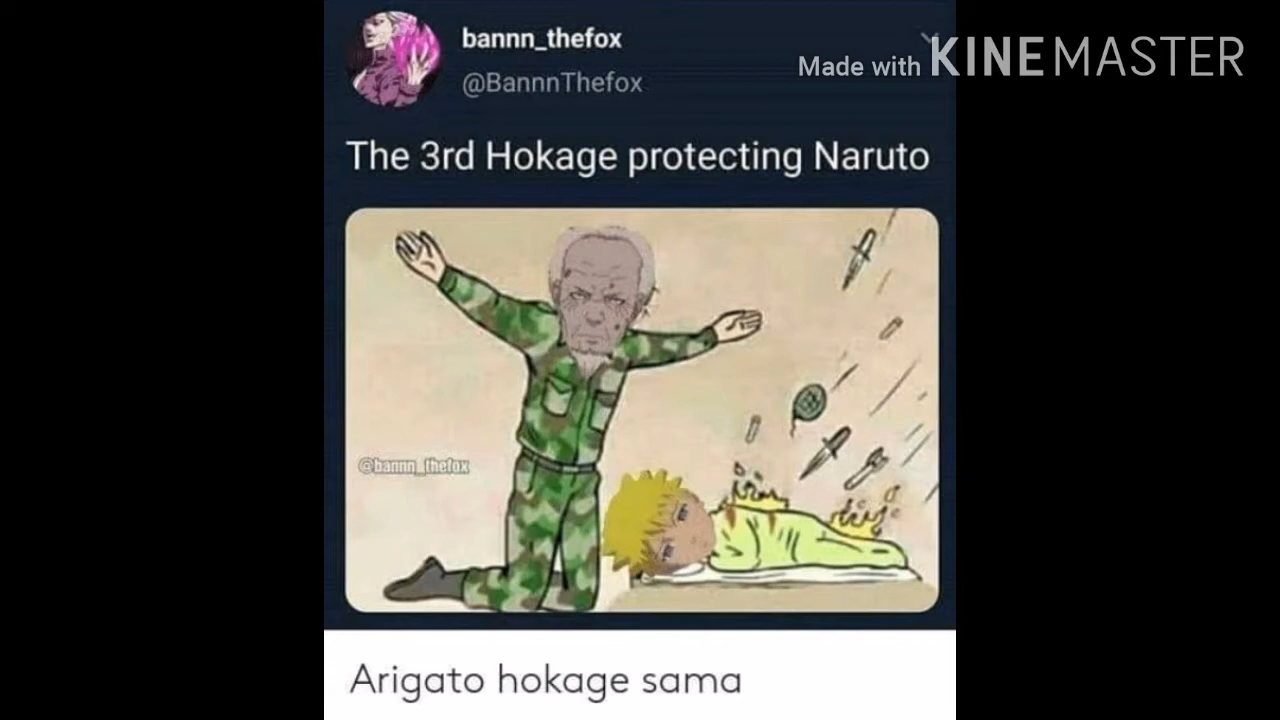 bannn_thefox
@BannnThefox
Made with KINEMASTER
The 3rd Hokage protecting Naruto
@bannn_thefox
Arigato hokage sama